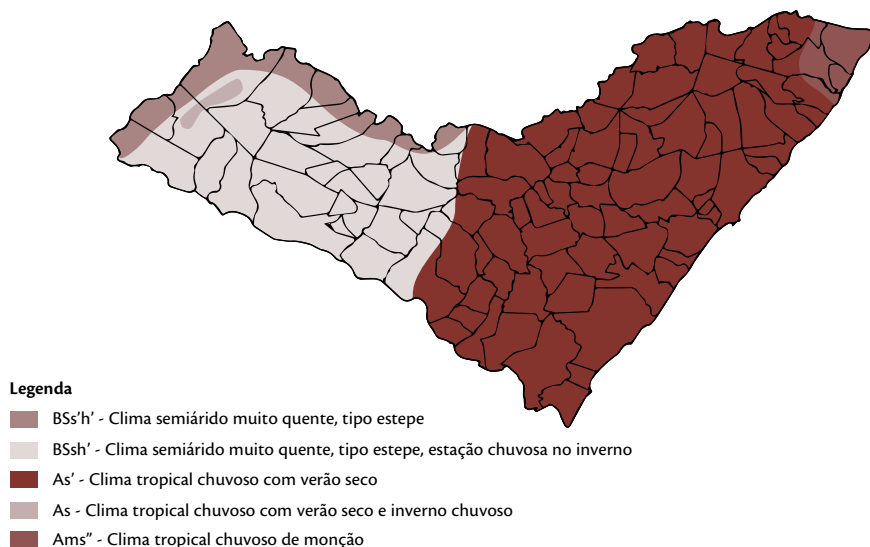 Legenda
BSs'h' - Clima semiárido muito quente, tipo estepe
BSsh' - Clima semiárido muito quente, tipo estepe, estação chuvosa no inverno
As' - Clima tropical chuvoso com verão seco
As - Clima tropical chuvoso com verão seco e inverno chuvoso
Ams" - Clima tropical chuvoso de monção